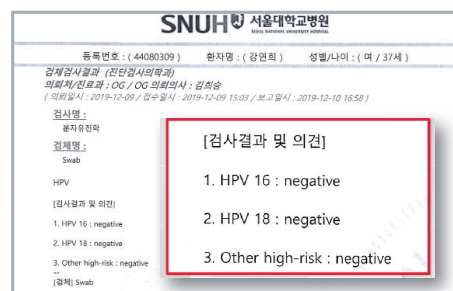 SNUH 서울대학교병원
SEOUL NATIONAL UNIVERSITY HOSPITAL
등록번호 : ( 44080309 ) 환자명 : ( 강연희 ) 성별/나이 : ( 여 / 37세 )
검체검사결과 (진단검사의학과)
의뢰처/진료과 : OG / OG 의뢰의사 : 김희승
( 의뢰일시 : 2019-12-09 / 접수일시 : 2019-12-09 15:03 / 보고일시 : 2019-12-10 16:58 )
검사명 :
분자유전학
검체명 :
Swab
HPV
[검사결과 및 의견]
1. HPV 16 : negative
2. HPV 18 : negative
3. Other high-risk : negative
--
[검체] Swab
[검사결과 및 의견]
1. HPV 16 : negative
2. HPV 18 : negative
3. Other high-risk : negative